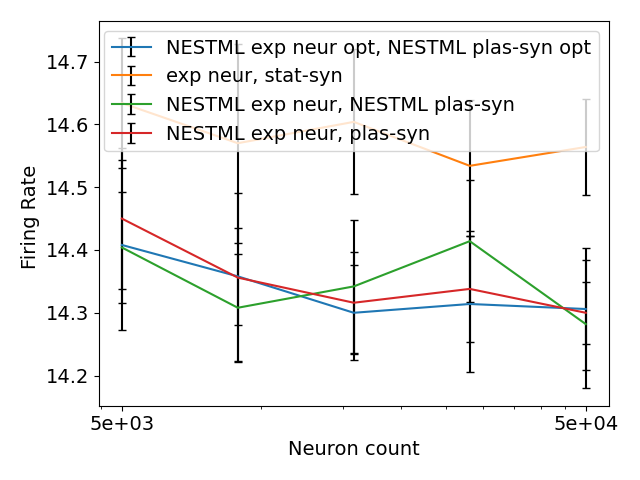 NESTML exp neur opt, NESTML plas-syn opt
exp neur, stat-syn
NESTML exp neur, NESTML plas-syn
NESTML exp neur, plas-syn
14.7
14.6
14.5
14.4
14.3
14.2
Firing Rate
5e+03 5e+04
Neuron count